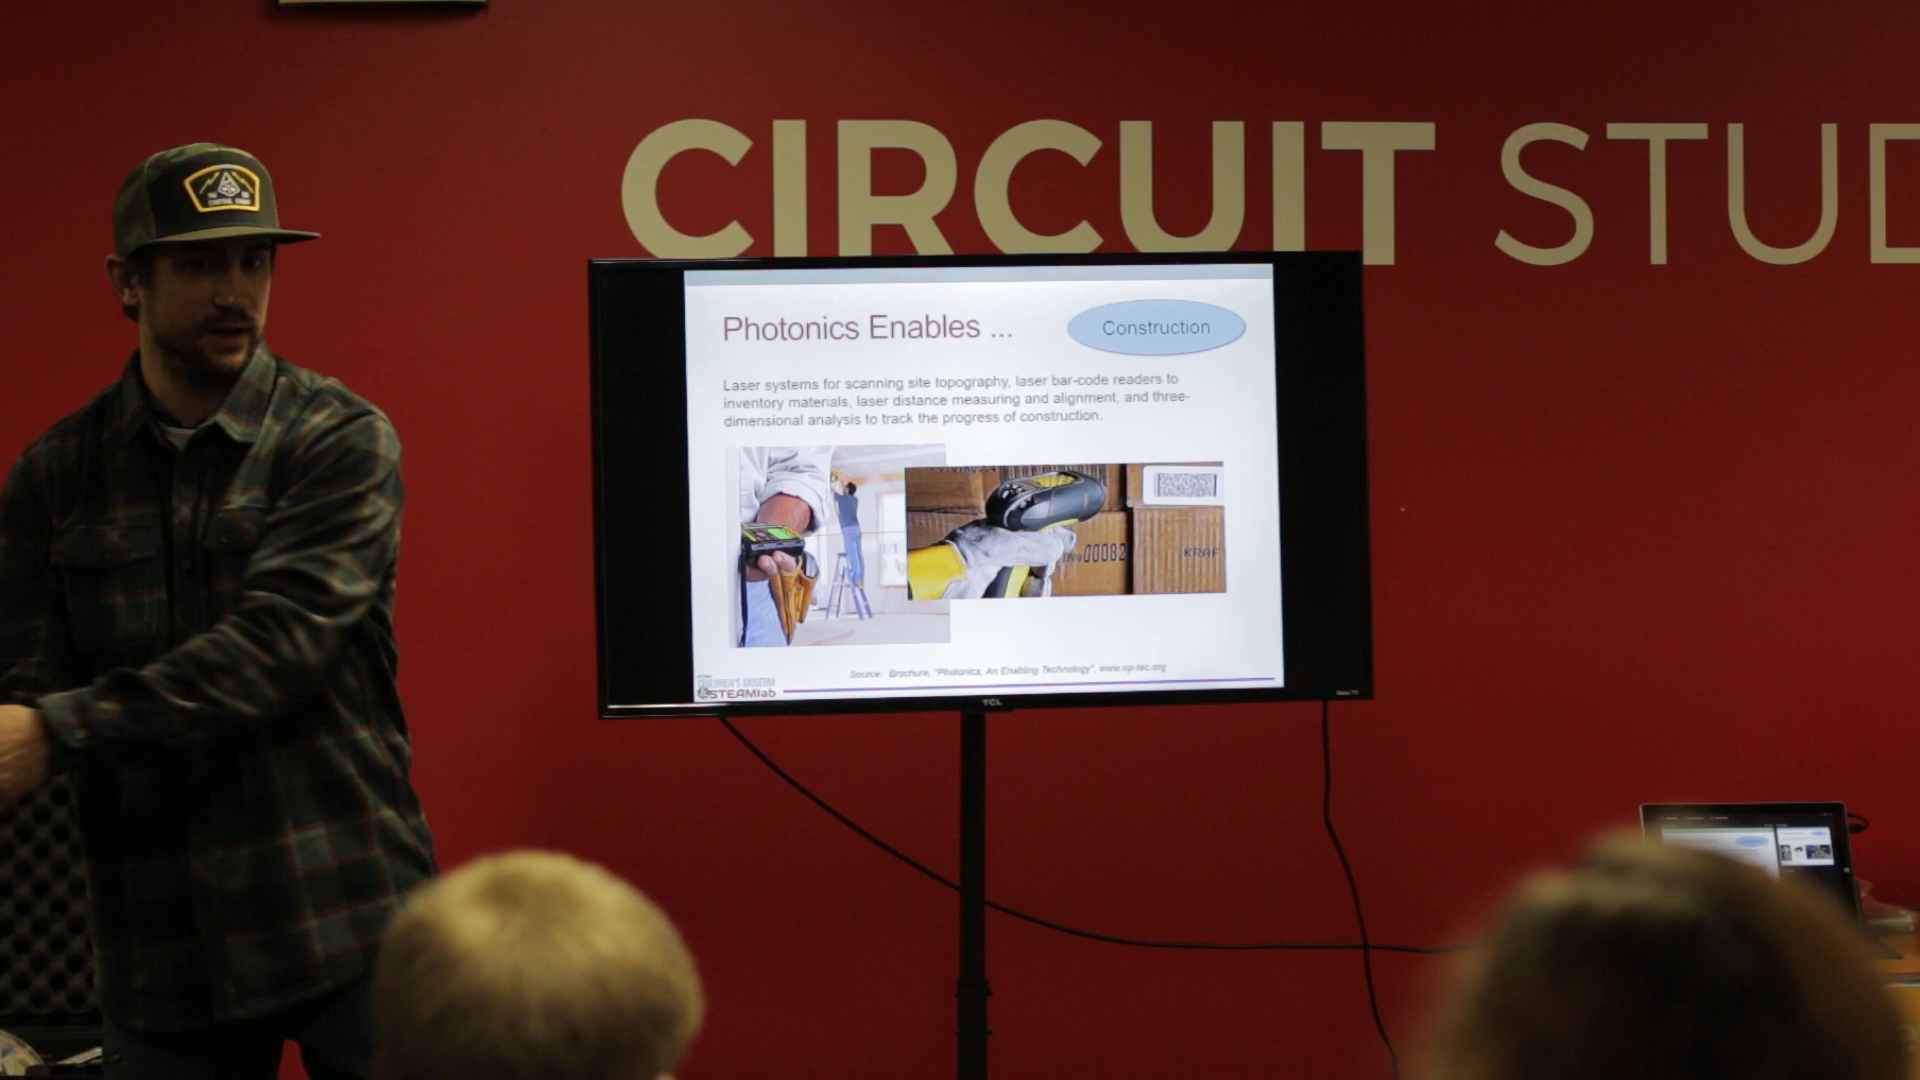 CIRCUIT STUD
Photonics Enables ...
Construction
Laser systems for scanning site topography, laser bar-code readers to
inventory materials, laser distance measuring and alignment, and three-
dimensional analysis to track the progress of construction.
00082
KRAF
Source: Brochure, "Photonics, An Enabling Technology", www.op-tec.org
CHILDREN'S MUSEUM
STEAMlab
TCL